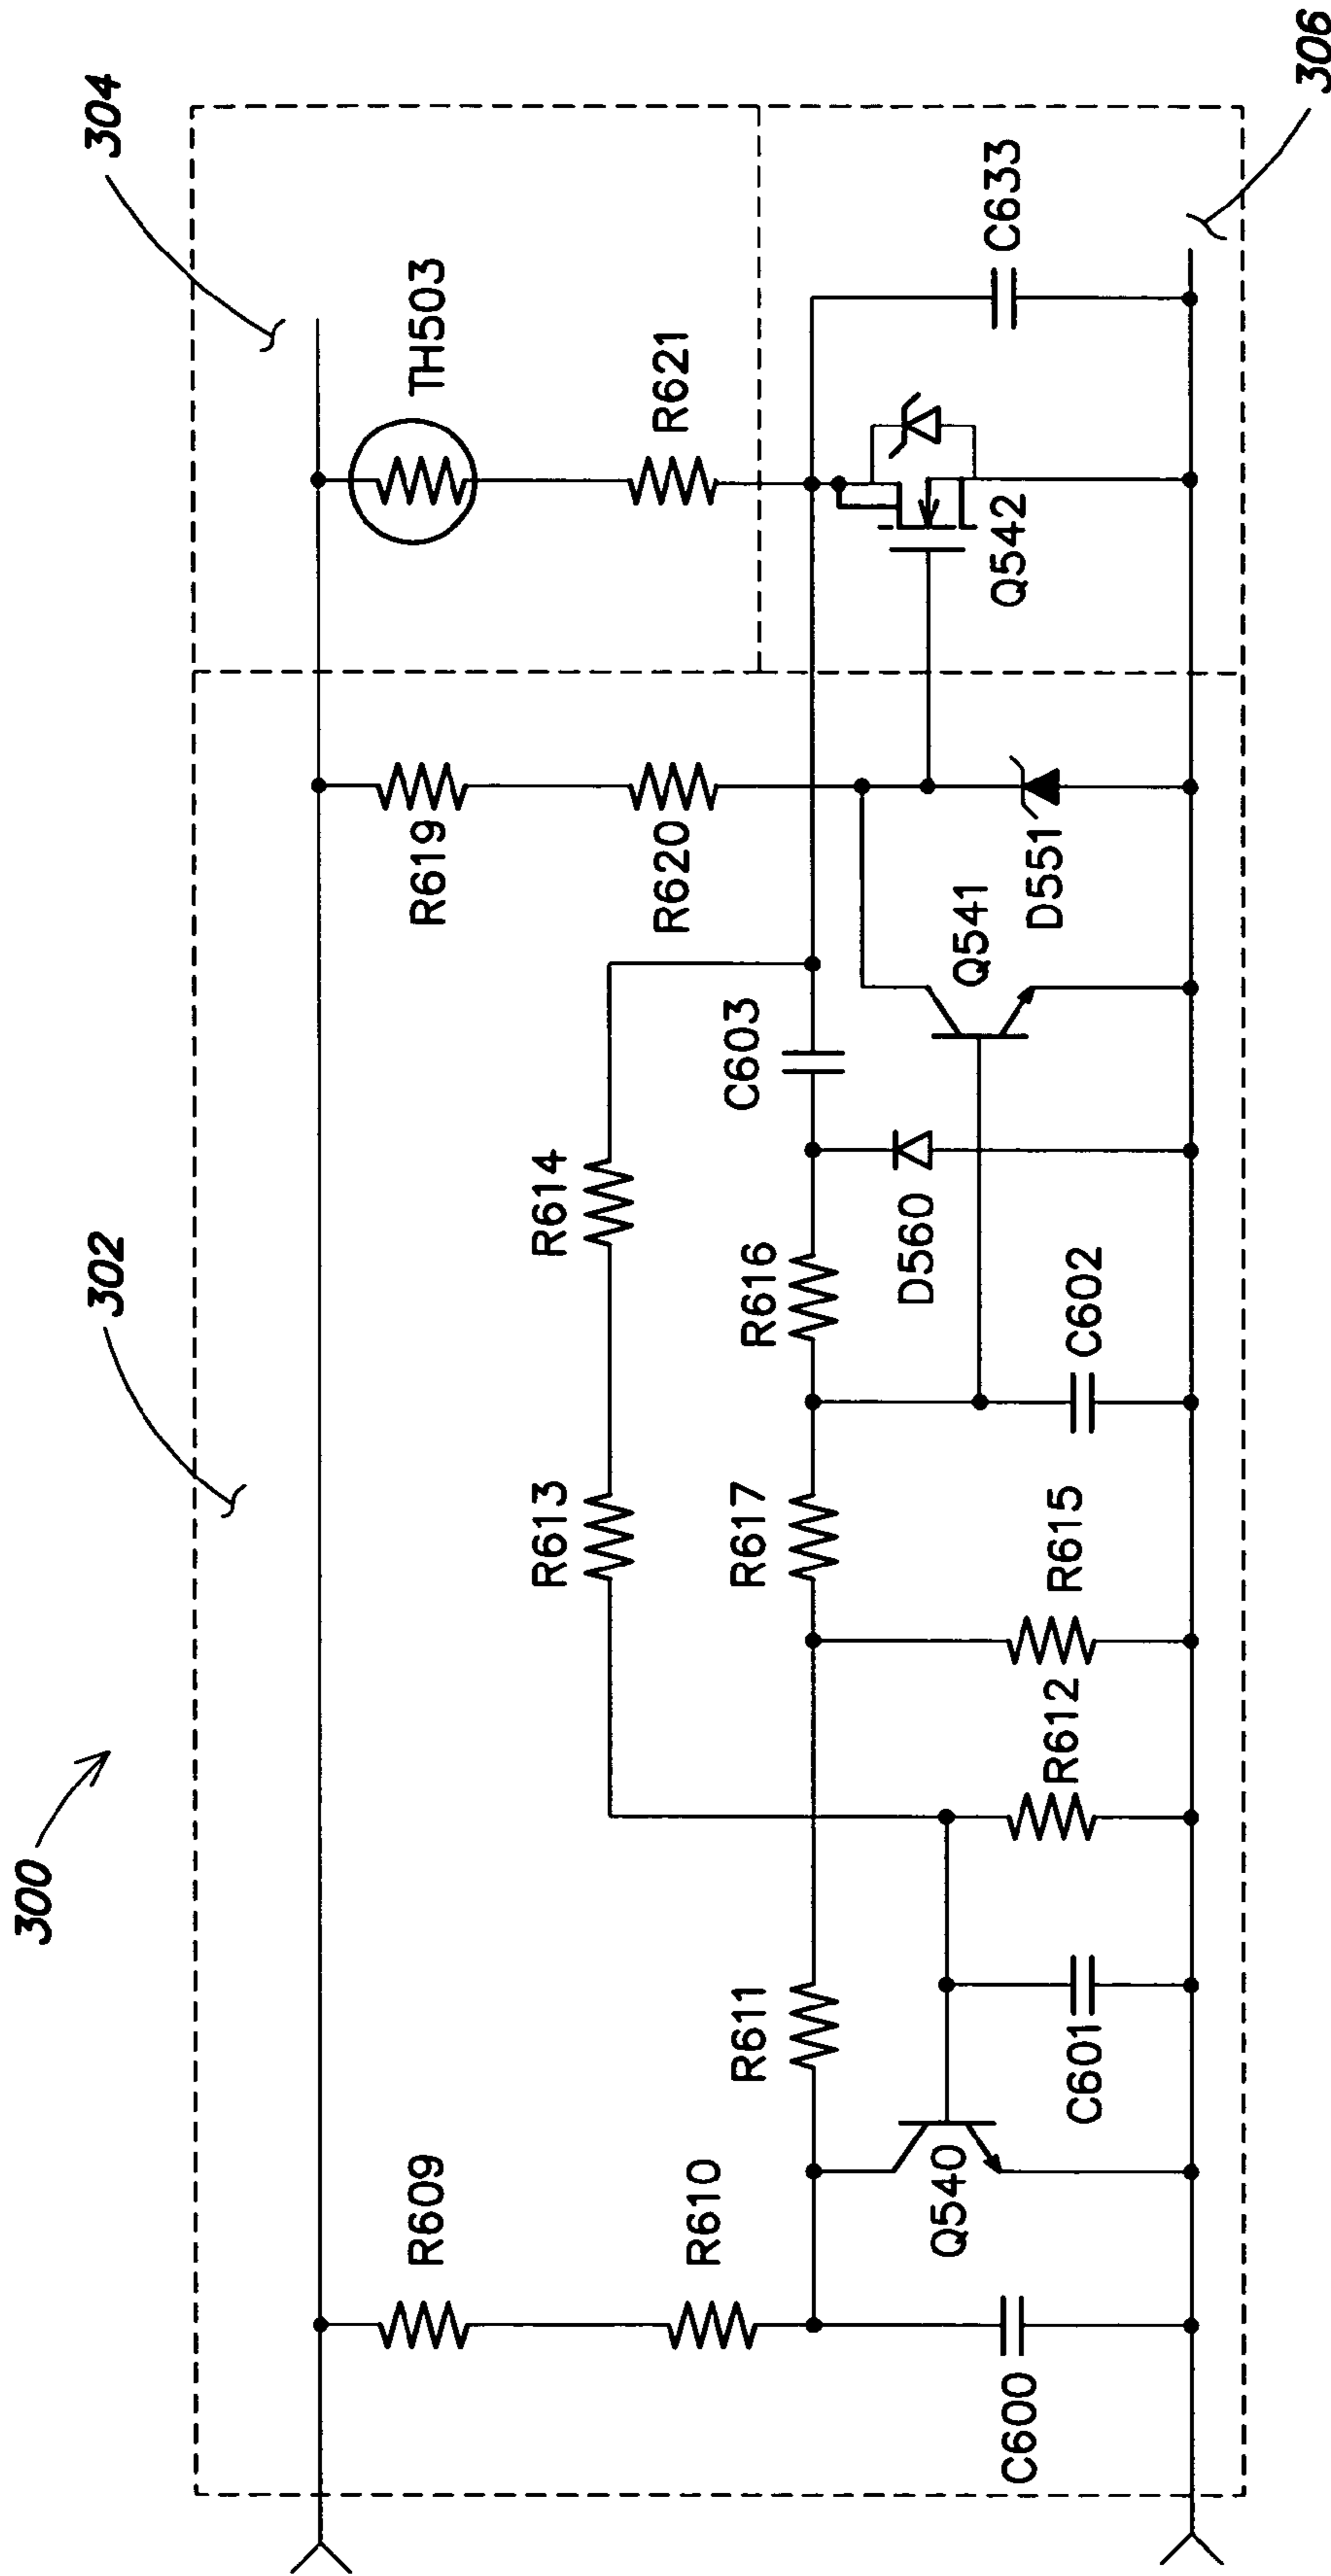 300
302
304
306
R609
R610
R611
R613
R614
R619
TH503
R621
R620
R617
R616
C603
Q541
D551
Q542
C633
C600
Q540
C601
R612
R615
C602
D560